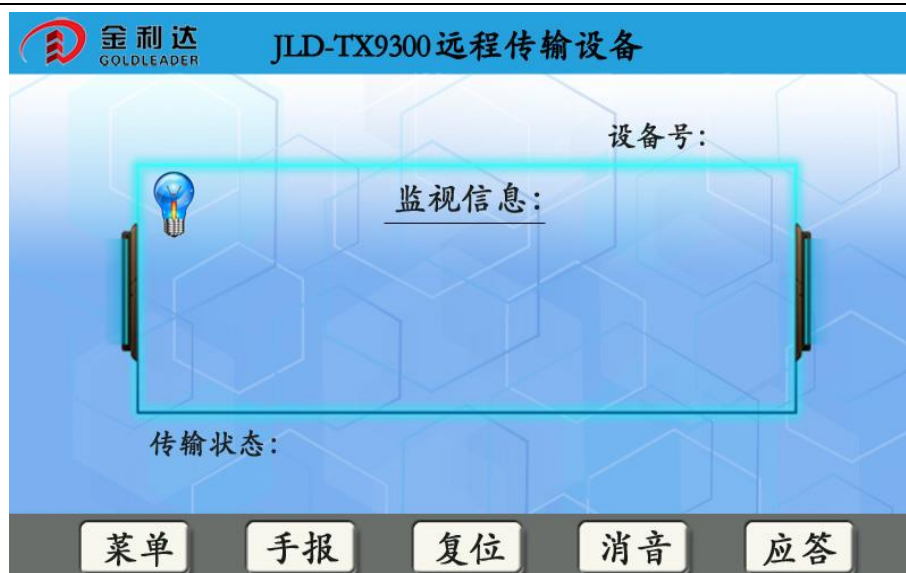 金利达
GOLDLEADER
JLD-TX9300远程传输设备
设备号：
监视信息：
传输状态：
菜单
手报
复位
消音
应答